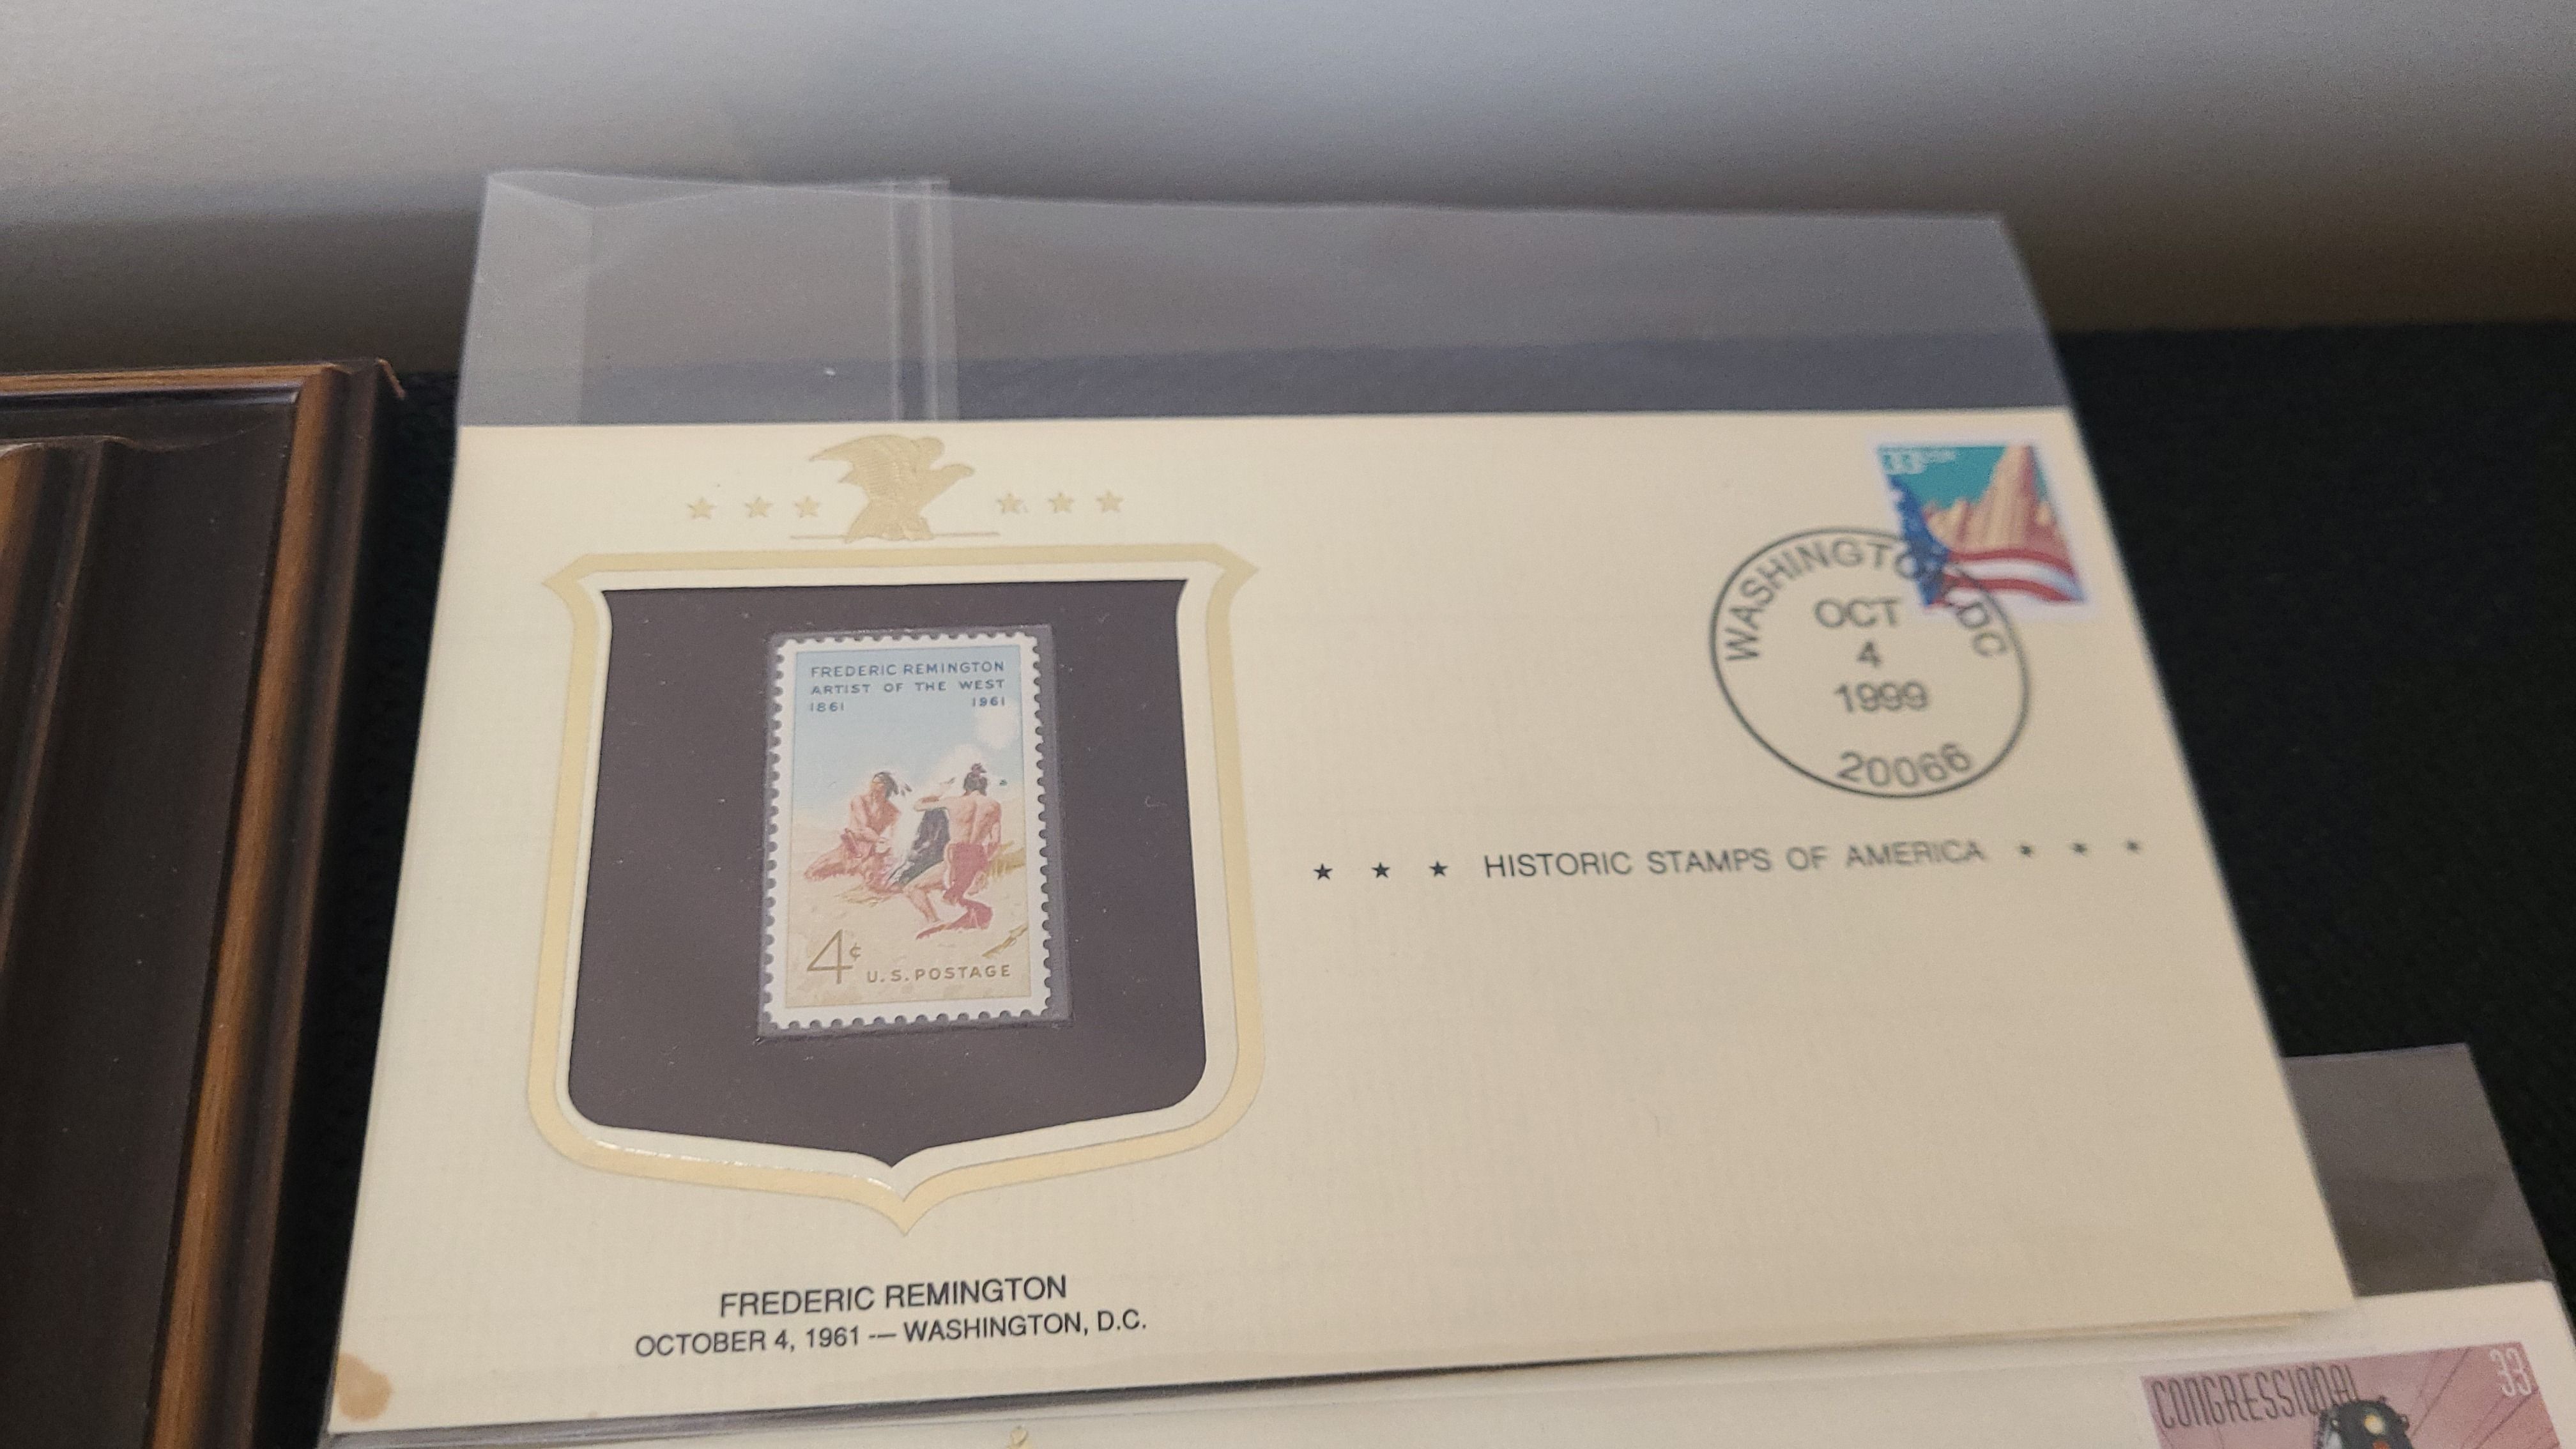 33 USA
WASHINGTON, DC
OCT
4
1999
20066
FREDERIC REMINGTON
ARTIST OF THE WEST
1861 1961
4¢ U.S. POSTAGE
★ ★ ★ HISTORIC STAMPS OF AMERICA ★ ★ ★
FREDERIC REMINGTON
OCTOBER 4, 1961 — WASHINGTON, D.C.
CONGRESSIONAL 33